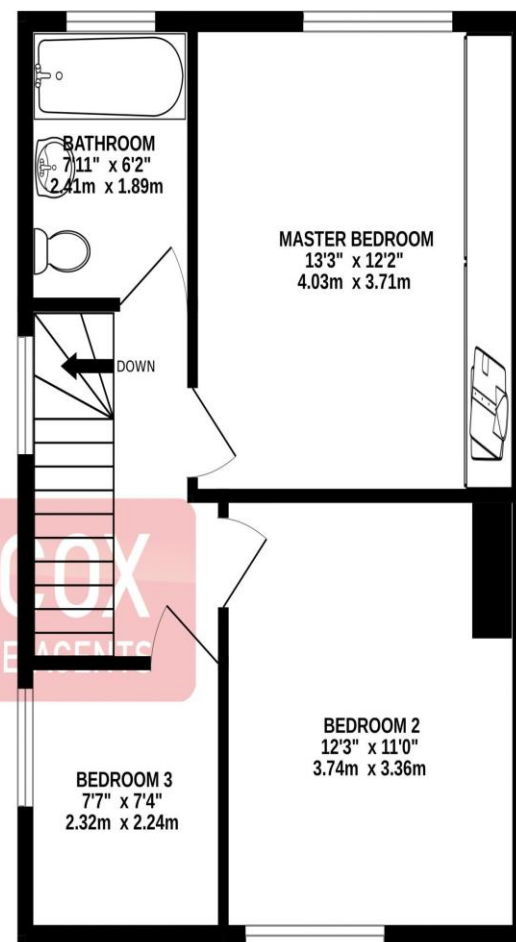 BATHROOM
7'11" x 6'2"
2.41m x 1.89m
MASTER BEDROOM
13'3" x 12'2"
4.03m x 3.71m
DOWN
COX
AGENTS
BEDROOM 2
12'3" x 11'0"
3.74m x 3.36m
BEDROOM 3
7'7" x 7'4"
2.32m x 2.24m